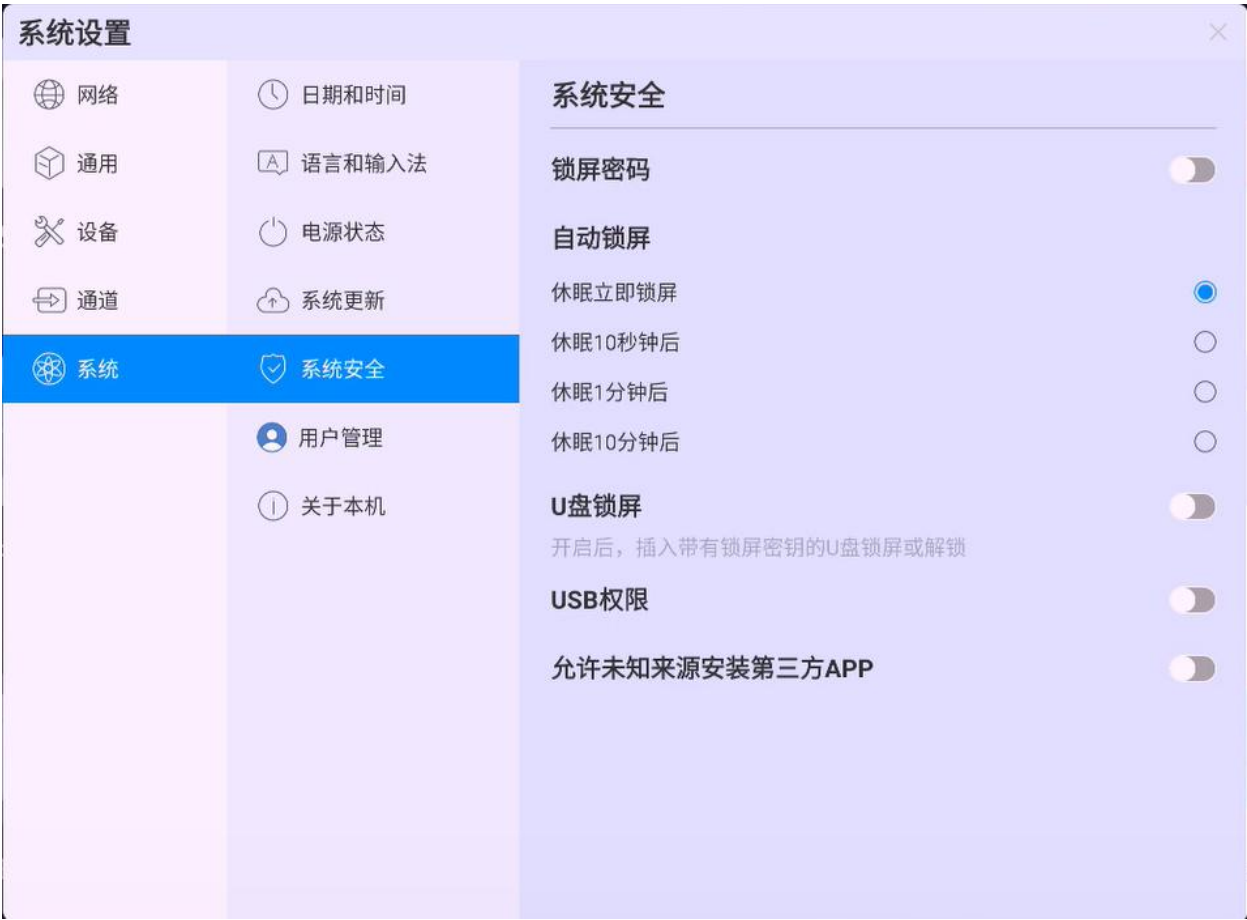 系统设置
网络
通用
设备
通道
系统
日期和时间
A 语言和输入法
电源状态
系统更新
系统安全
用户管理
关于本机
系统安全
锁屏密码
自动锁屏
休眠立即锁屏
休眠10秒钟后
休眠1分钟后
休眠10分钟后
U盘锁屏
开启后，插入带有锁屏密钥的U盘锁屏或解锁
USB权限
允许未知来源安装第三方APP